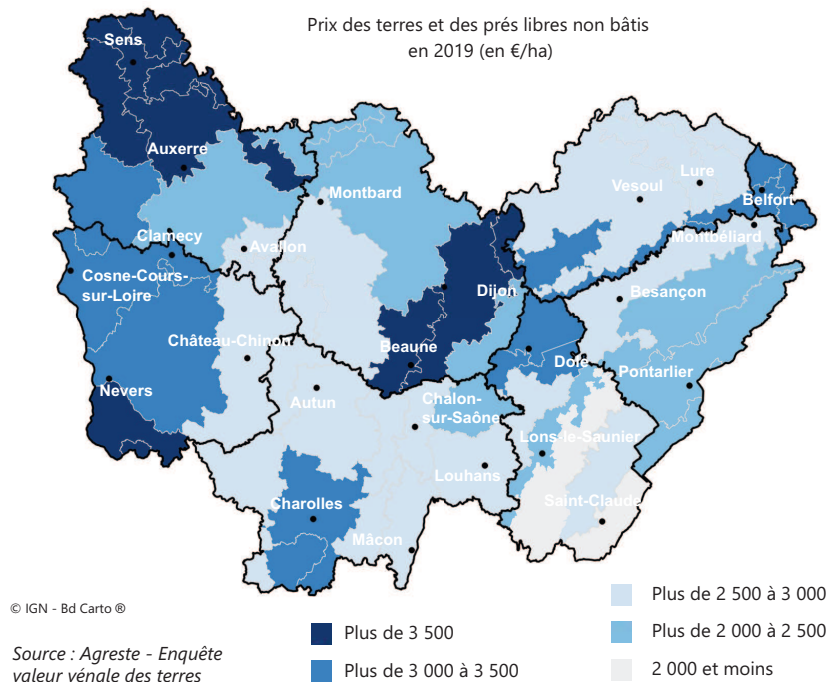 Prix des terres et des prés libres non bâtis
en 2019 (en €/ha)
Sens
Auxerre
Montbard
Lure
Vesoul
Belfort
Clamecy
Avallon
Montbéliard
Cosne-Cours-
sur-Loire
Dijon
Besançon
Château-Chinon
Beaune
Dole
Pontarlier
Nevers
Autun
Chalon-
sur-Saône
Lons-le-Saunier
Louhans
Charolles
Saint-Claude
Mâcon
© IGN - Bd Carto ®
Source : Agreste - Enquête
valeur vénale des terres
Plus de 3 500
Plus de 3 000 à 3 500
Plus de 2 500 à 3 000
Plus de 2 000 à 2 500
2 000 et moins